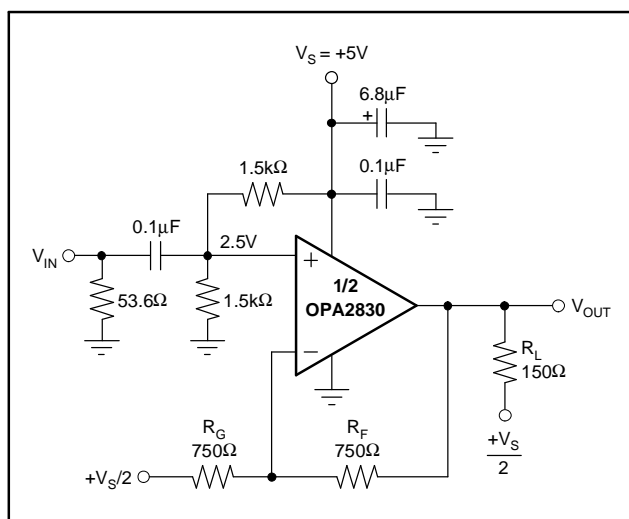 V_S = +5V
6.8µF
+
1.5kΩ
0.1µF
0.1µF
2.5V
V_IN
+
1/2
OPA2830
V_OUT
53.6Ω
1.5kΩ
−
R_L
150Ω
R_G
750Ω
R_F
750Ω
+V_S/2
+V_S
2